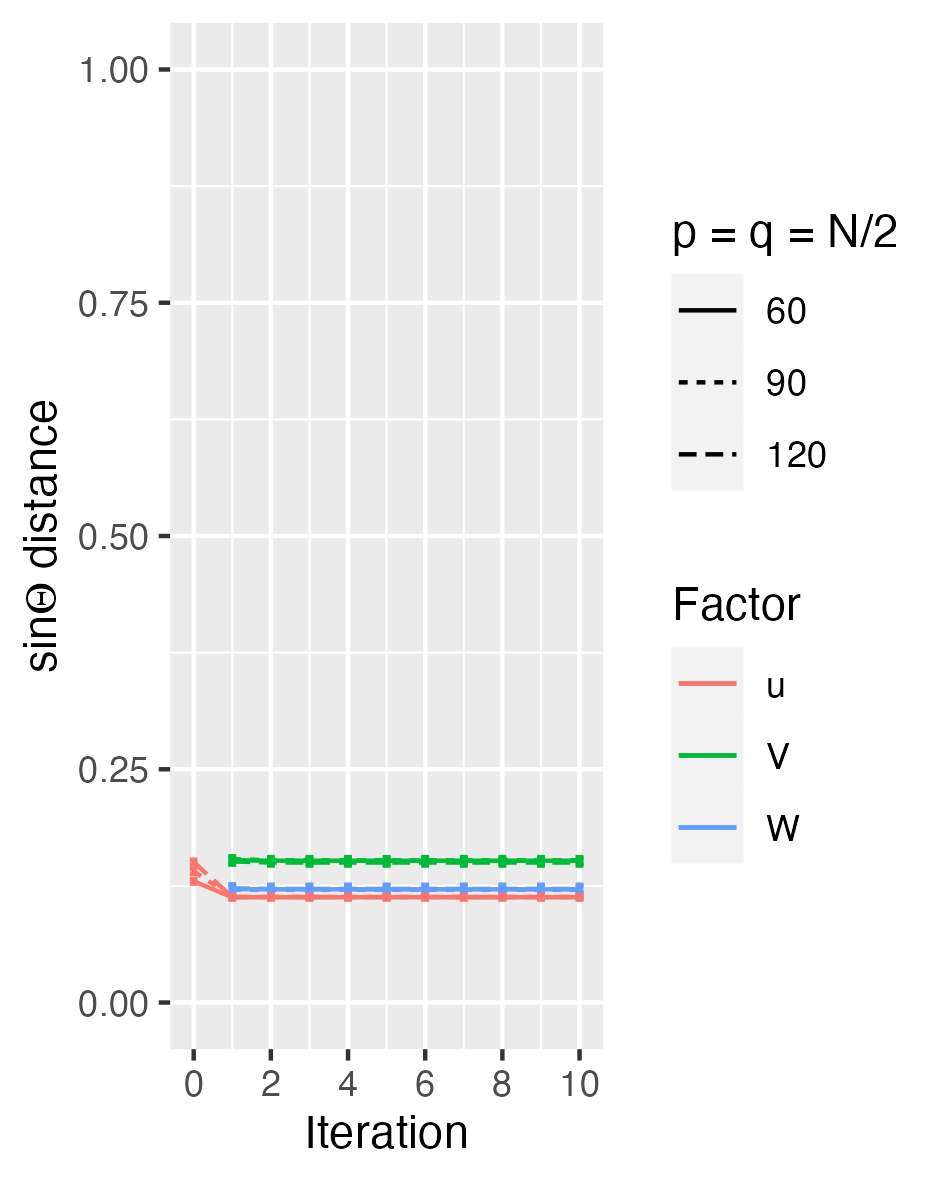 1.00
0.75
0.50
0.25
0.00
sinΘ distance
0 2 4 6 8 10
Iteration
p = q = N/2
60
90
120
Factor
u
V
W